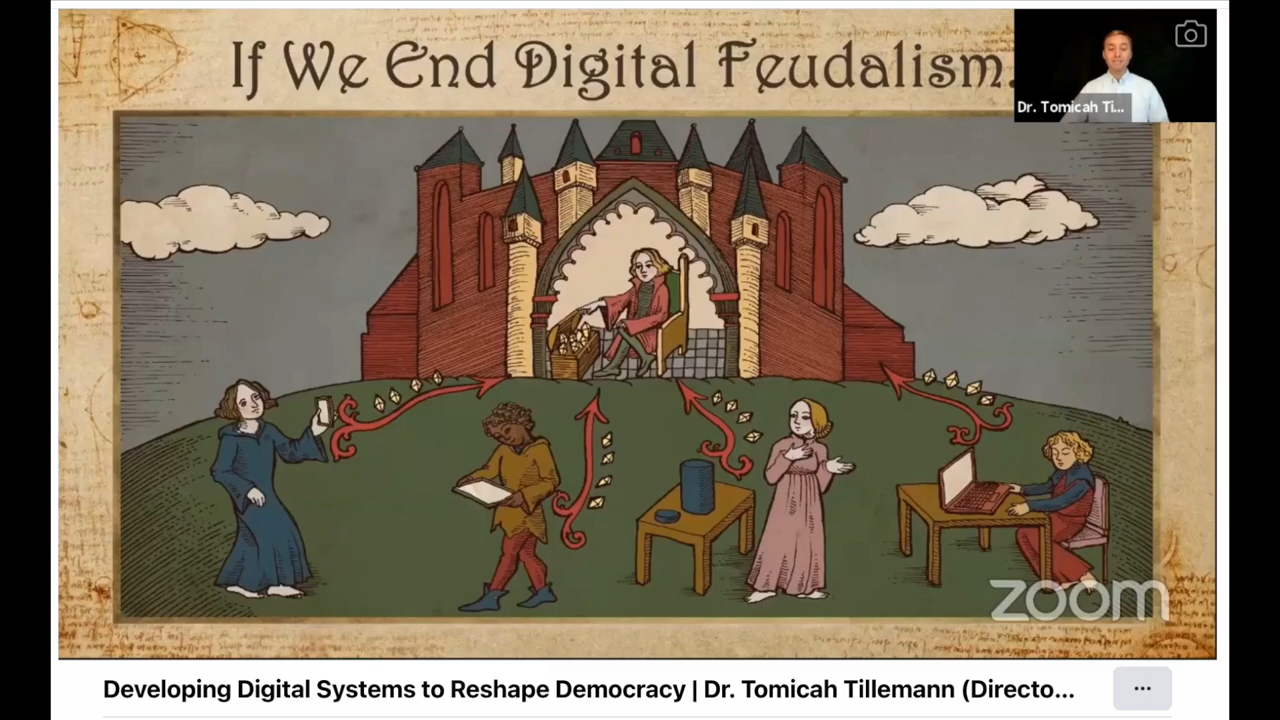 If We End Digital Feudalism.
Dr. Tomicah Ti...
zoom
Developing Digital Systems to Reshape Democracy | Dr. Tomicah Tillemann (Directo...